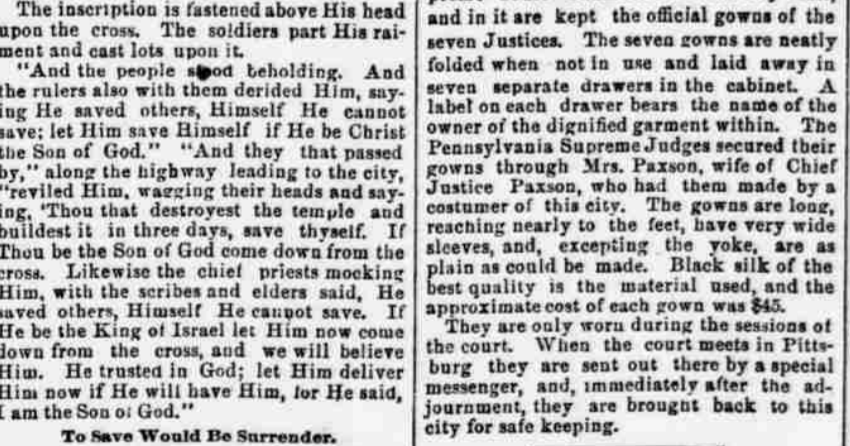 The inscription is fastened above His head
upon the cross. The soldiers part His rai-
ment and cast lots upon it.
"And the people stood beholding. And
the rulers also with them derided Him, say-
ing He saved others, Himself He cannot
save; let Him save Himself if He be Christ
the Son of God." "And they that passed
by," along the highway leading to the city,
"reviled Him, wagging their heads and say-
ing, 'Thou that destroyest the temple and
buildest it in three days, save thyself. If
Thou be the Son of God come down from the
cross. Likewise the chief priests mocking
Him, with the scribes and elders said, He
saved others, Himself He cannot save. If
He be the King of Israel let Him now come
down from the cross, and we will believe
Him. He trusted in God; let Him deliver
Him now if He will have Him, for He said,
I am the Son of God."
To Save Would Be Surrender.
and in it are kept the official gowns of the
seven Justices. The seven gowns are neatly
folded when not in use and laid away in
seven separate drawers in the cabinet. A
label on each drawer bears the name of the
owner of the dignified garment within. The
Pennsylvania Supreme Judges secured their
gowns through Mrs. Paxson, wife of Chief
Justice Paxson, who had them made by a
costumer of this city. The gowns are long,
reaching nearly to the feet, have very wide
sleeves, and, excepting the yoke, are as
plain as could be made. Black silk of the
best quality is the material used, and the
approximate cost of each gown was $45.
They are only worn during the sessions of
the court. When the court meets in Pitts-
burg they are sent out there by a special
messenger, and, immediately after the ad-
journment, they are brought back to this
city for safe keeping.